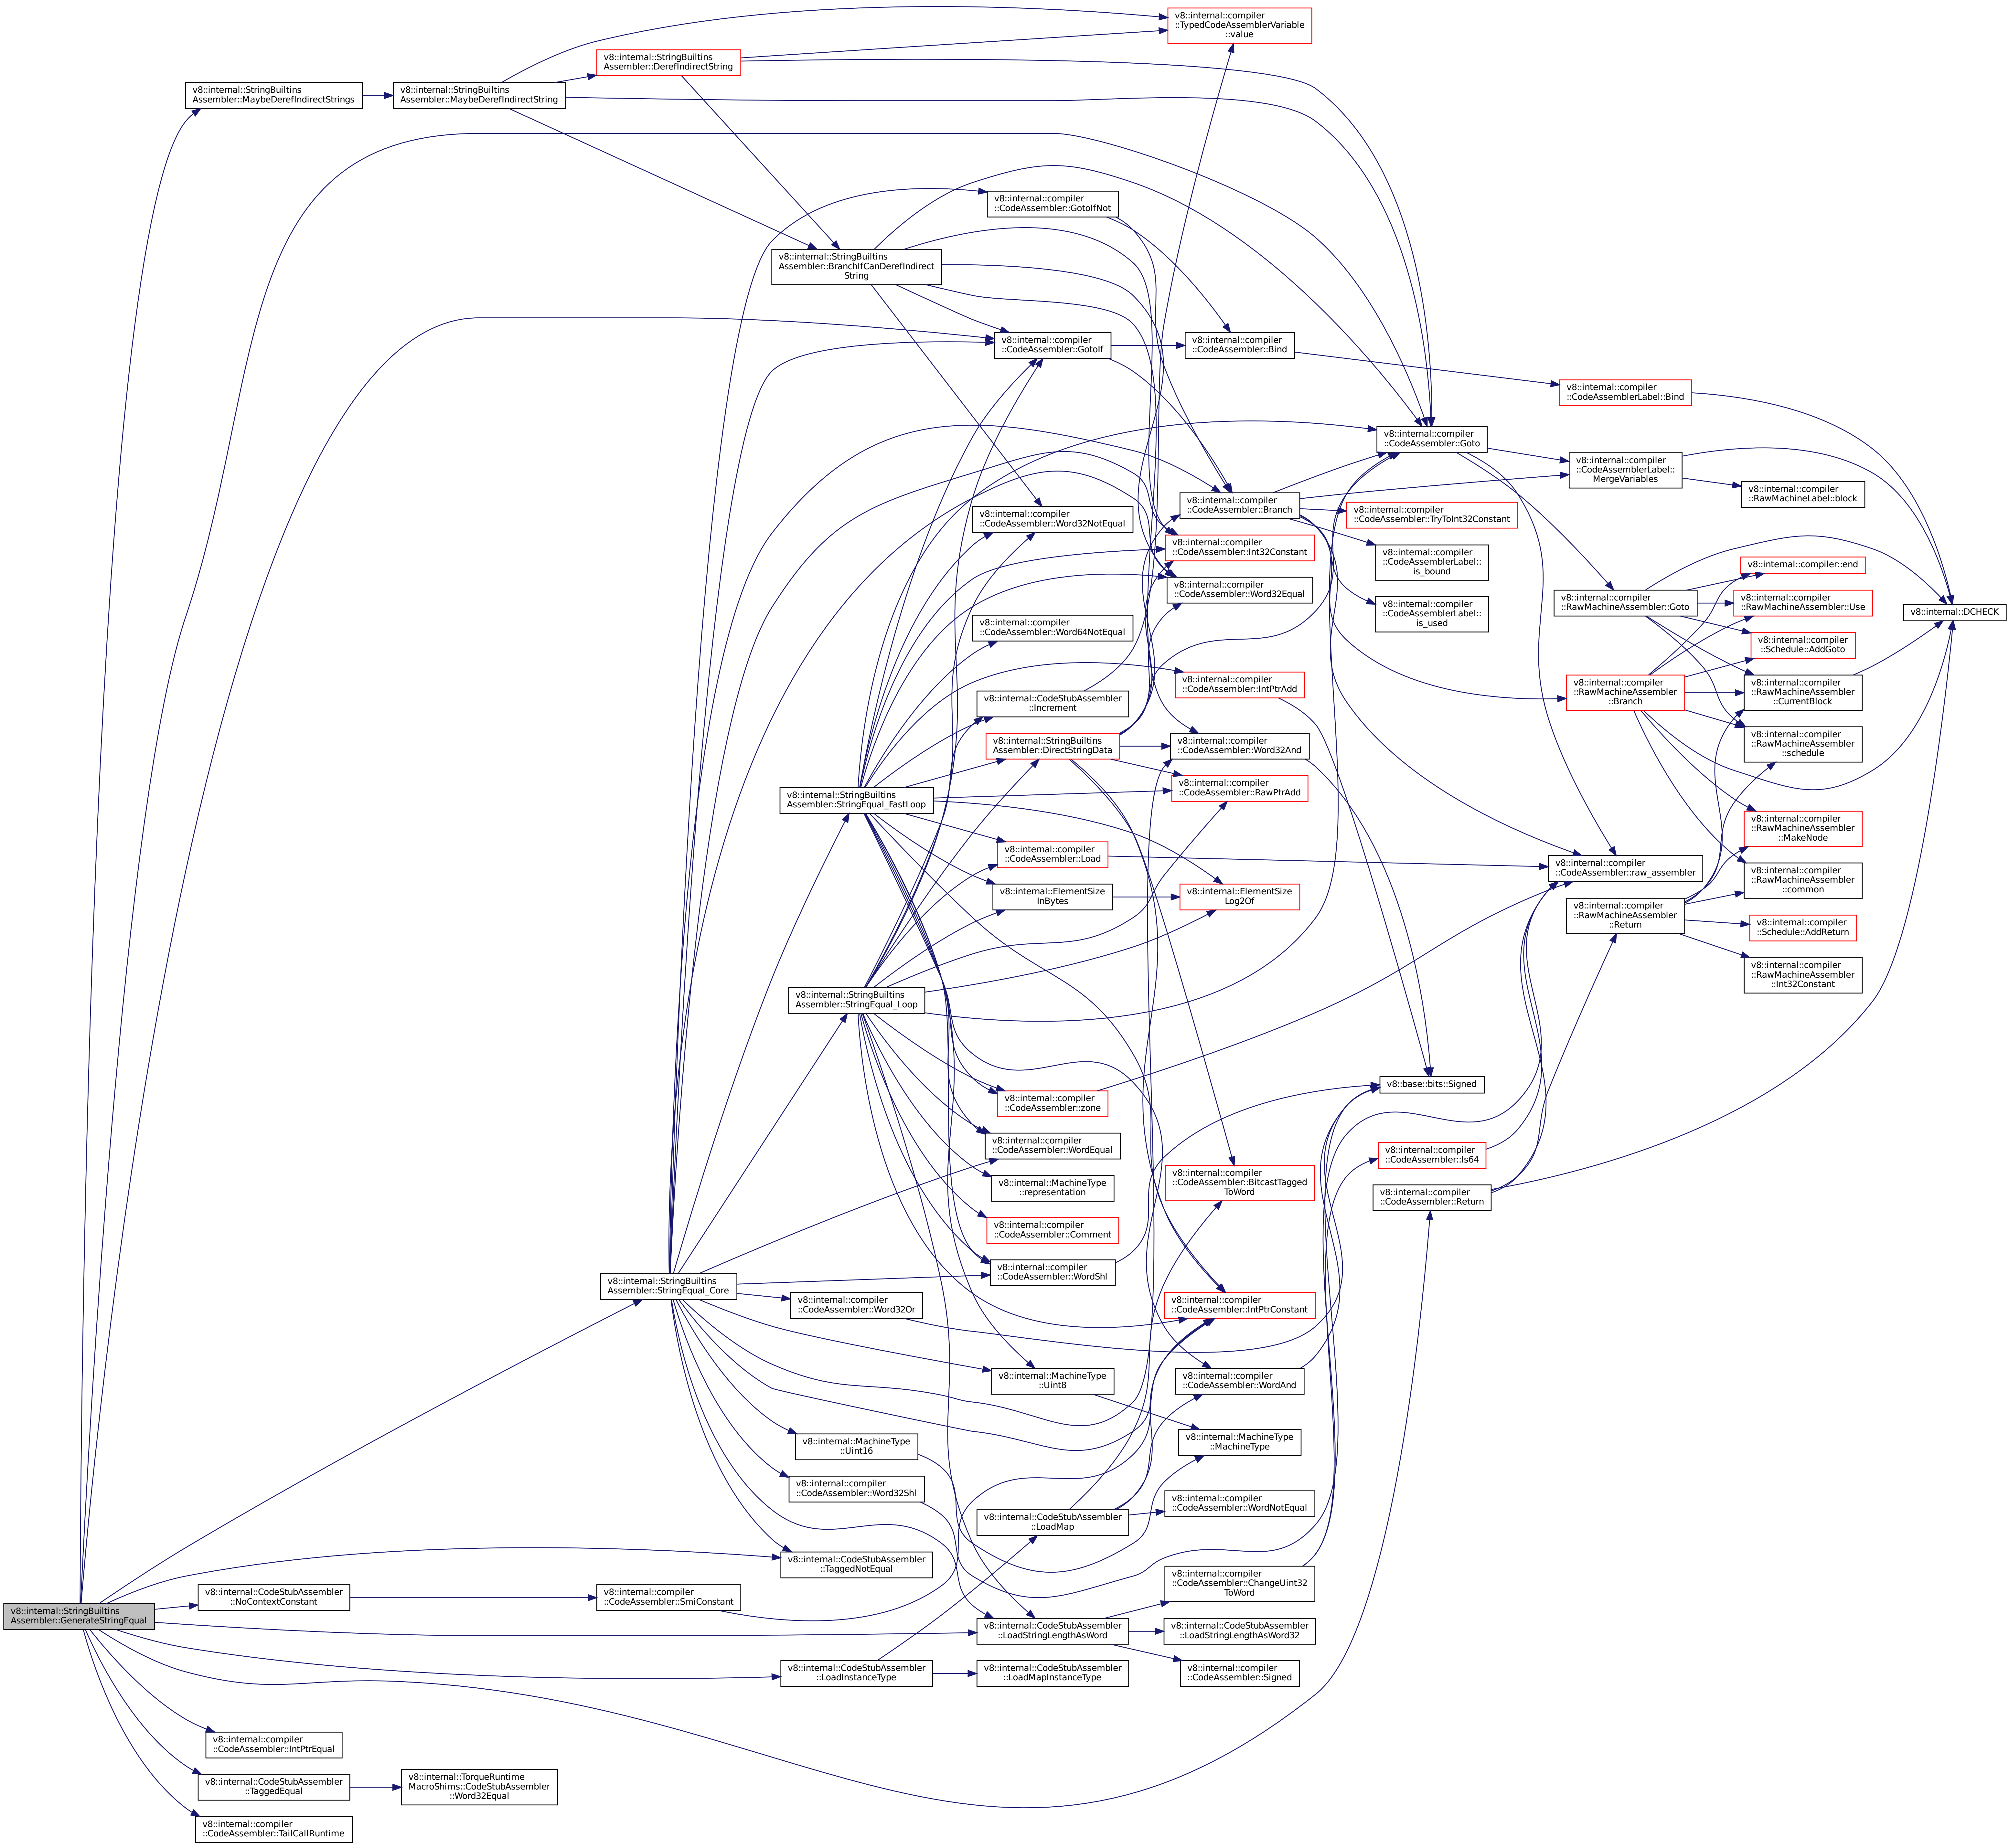 v8::internal::compiler
::TypedCodeAssemblerVariable
::value
v8::internal::StringBuiltins
Assembler::DerefIndirectString
v8::internal::StringBuiltins
Assembler::MaybeDerefIndirectStrings
v8::internal::StringBuiltins
Assembler::MaybeDerefIndirectString
v8::internal::compiler
::CodeAssembler::GotoIfNot
v8::internal::StringBuiltins
Assembler::BranchIfCanDerefIndirect
String
v8::internal::compiler
::CodeAssembler::GotoIf
v8::internal::compiler
::CodeAssembler::Bind
v8::internal::compiler
::CodeAssemblerLabel::Bind
v8::internal::compiler
::CodeAssembler::Goto
v8::internal::compiler
::CodeAssemblerLabel::
MergeVariables
v8::internal::compiler
::RawMachineLabel::block
v8::internal::compiler
::CodeAssembler::Branch
v8::internal::compiler
::CodeAssembler::TryToInt32Constant
v8::internal::compiler
::CodeAssembler::Word32NotEqual
v8::internal::compiler
::CodeAssembler::Int32Constant
v8::internal::compiler
::CodeAssemblerLabel::
is_bound
v8::internal::compiler::end
v8::internal::compiler
::CodeAssembler::Word32Equal
v8::internal::compiler
::RawMachineAssembler::Goto
v8::internal::compiler
::RawMachineAssembler::Use
v8::internal::DCHECK
v8::internal::compiler
::CodeAssemblerLabel::
is_used
v8::internal::compiler
::CodeAssembler::Word64NotEqual
v8::internal::compiler
::Schedule::AddGoto
v8::internal::compiler
::CodeAssembler::IntPtrAdd
v8::internal::compiler
::RawMachineAssembler
::Branch
v8::internal::compiler
::RawMachineAssembler
::CurrentBlock
v8::internal::CodeStubAssembler
::Increment
v8::internal::StringBuiltins
Assembler::DirectStringData
v8::internal::compiler
::CodeAssembler::Word32And
v8::internal::compiler
::RawMachineAssembler
::schedule
v8::internal::compiler
::CodeAssembler::RawPtrAdd
v8::internal::StringBuiltins
Assembler::StringEqual_FastLoop
v8::internal::compiler
::RawMachineAssembler
::MakeNode
v8::internal::compiler
::CodeAssembler::Load
v8::internal::compiler
::CodeAssembler::raw_assembler
v8::internal::compiler
::RawMachineAssembler
::common
v8::internal::ElementSize
InBytes
v8::internal::ElementSize
Log2Of
v8::internal::compiler
::RawMachineAssembler
::Return
v8::internal::compiler
::Schedule::AddReturn
v8::internal::compiler
::RawMachineAssembler
::Int32Constant
v8::internal::StringBuiltins
Assembler::StringEqual_Loop
v8::base::bits::Signed
v8::internal::compiler
::CodeAssembler::zone
v8::internal::compiler
::CodeAssembler::WordEqual
v8::internal::compiler
::CodeAssembler::Is64
v8::internal::MachineType
::representation
v8::internal::compiler
::CodeAssembler::BitcastTagged
ToWord
v8::internal::compiler
::CodeAssembler::Return
v8::internal::compiler
::CodeAssembler::Comment
v8::internal::compiler
::CodeAssembler::WordShl
v8::internal::StringBuiltins
Assembler::StringEqual_Core
v8::internal::compiler
::CodeAssembler::Word32Or
v8::internal::compiler
::CodeAssembler::IntPtrConstant
v8::internal::MachineType
::Uint8
v8::internal::compiler
::CodeAssembler::WordAnd
v8::internal::MachineType
::Uint16
v8::internal::MachineType
::MachineType
v8::internal::compiler
::CodeAssembler::Word32Shl
v8::internal::compiler
::CodeAssembler::WordNotEqual
v8::internal::CodeStubAssembler
::LoadMap
v8::internal::CodeStubAssembler
::TaggedNotEqual
v8::internal::compiler
::CodeAssembler::ChangeUint32
ToWord
v8::internal::StringBuiltins
Assembler::GenerateStringEqual
v8::internal::CodeStubAssembler
::NoContextConstant
v8::internal::compiler
::CodeAssembler::SmiConstant
v8::internal::CodeStubAssembler
::LoadStringLengthAsWord
v8::internal::CodeStubAssembler
::LoadStringLengthAsWord32
v8::internal::CodeStubAssembler
::LoadInstanceType
v8::internal::CodeStubAssembler
::LoadMapInstanceType
v8::internal::compiler
::CodeAssembler::Signed
v8::internal::compiler
::CodeAssembler::IntPtrEqual
v8::internal::CodeStubAssembler
::TaggedEqual
v8::internal::TorqueRuntime
MacroShims::CodeStubAssembler
::Word32Equal
v8::internal::compiler
::CodeAssembler::TailCallRuntime